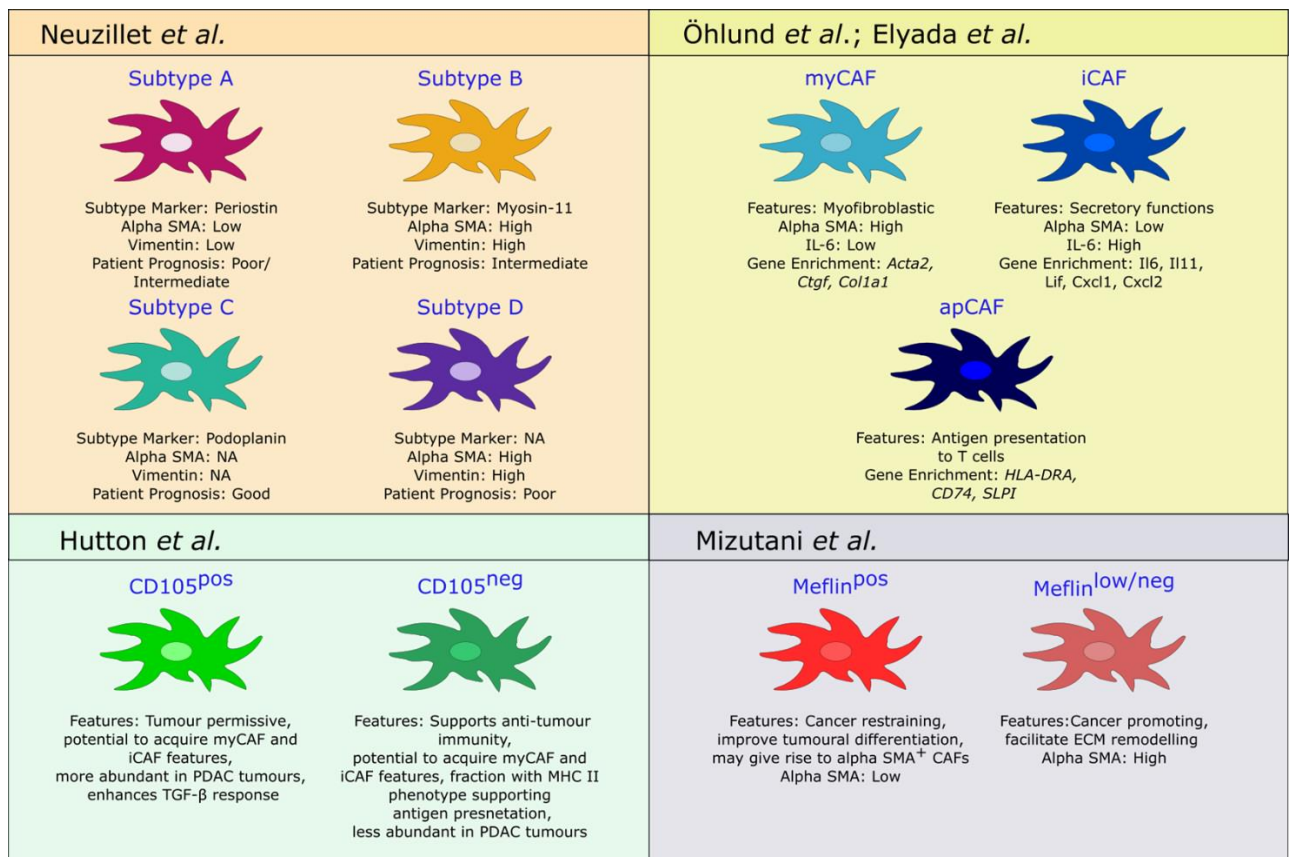 Neuzillet et al.
Subtype A
Subtype Marker: Periostin
Alpha SMA: Low
Vimentin: Low
Patient Prognosis: Poor/
Intermediate
Subtype B
Subtype Marker: Myosin-11
Alpha SMA: High
Vimentin: High
Patient Prognosis: Intermediate
Subtype C
Subtype Marker: Podoplanin
Alpha SMA: NA
Vimentin: NA
Patient Prognosis: Good
Subtype D
Subtype Marker: NA
Alpha SMA: High
Vimentin: High
Patient Prognosis: Poor
Öhlund et al.; Elyada et al.
myCAF
Features: Myofibroblastic
Alpha SMA: High
IL-6: Low
Gene Enrichment: Acta2,
Ctgf, Col1a1
iCAF
Features: Secretory functions
Alpha SMA: Low
IL-6: High
Gene Enrichment: Il6, Il11,
Lif, Cxcl1, Cxcl2
apCAF
Features: Antigen presentation
to T cells
Gene Enrichment: HLA-DRA,
CD74, SLPI
Hutton et al.
CD105pos
Features: Tumour permissive,
potential to acquire myCAF and
iCAF features,
more abundant in PDAC tumours,
enhances TGF-β response
CD105neg
Features: Supports anti-tumour
immunity,
potential to acquire myCAF and
iCAF features, fraction with MHC II
phenotype supporting
antigen presnetation,
less abundant in PDAC tumours
Mizutani et al.
Meflinpos
Features: Cancer restraining,
improve tumoural differentiation,
may give rise to alpha SMA+ CAFs
Alpha SMA: Low
Meflinlow/neg
Features:Cancer promoting,
facilitate ECM remodelling
Alpha SMA: High